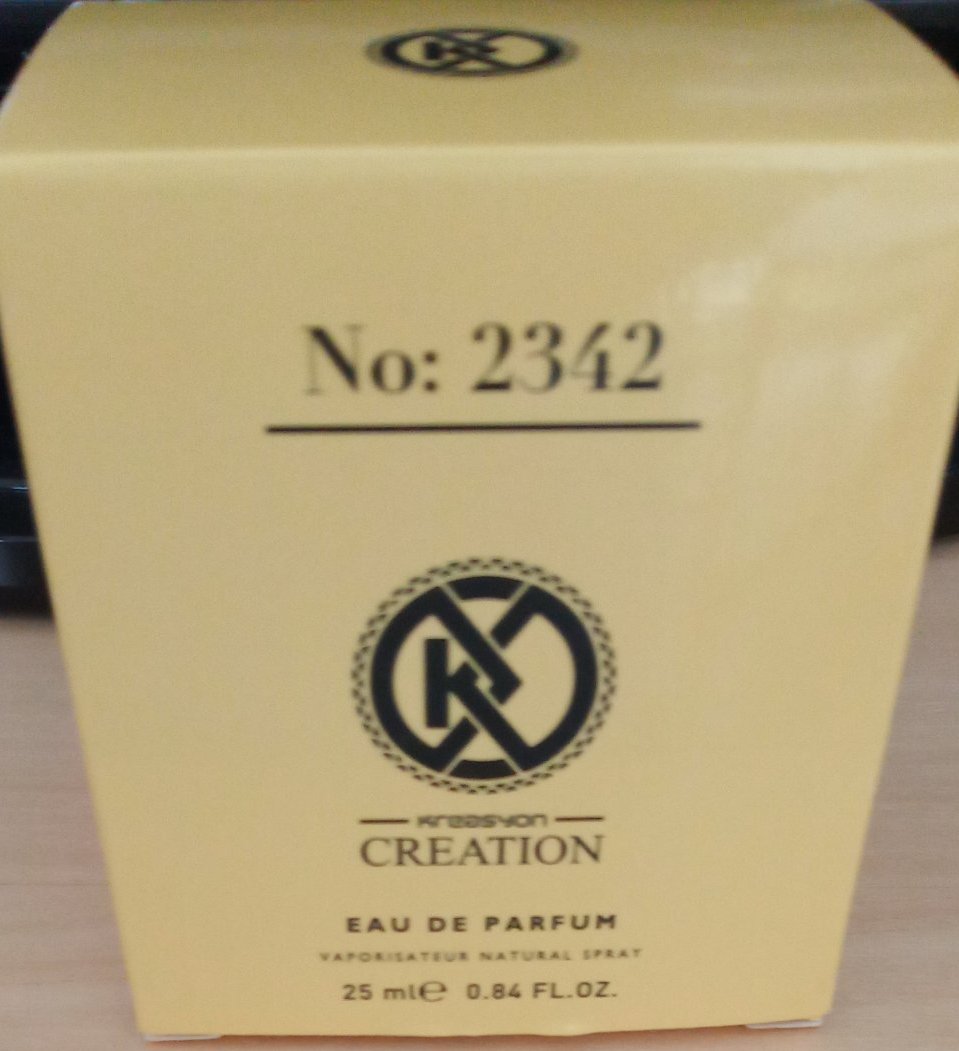 No: 2342
K
Kreasyon
CREATION
EAU DE PARFUM
VAPORISATEUR NATURAL SPRAY
25 ml℮ 0.84 FL.OZ.